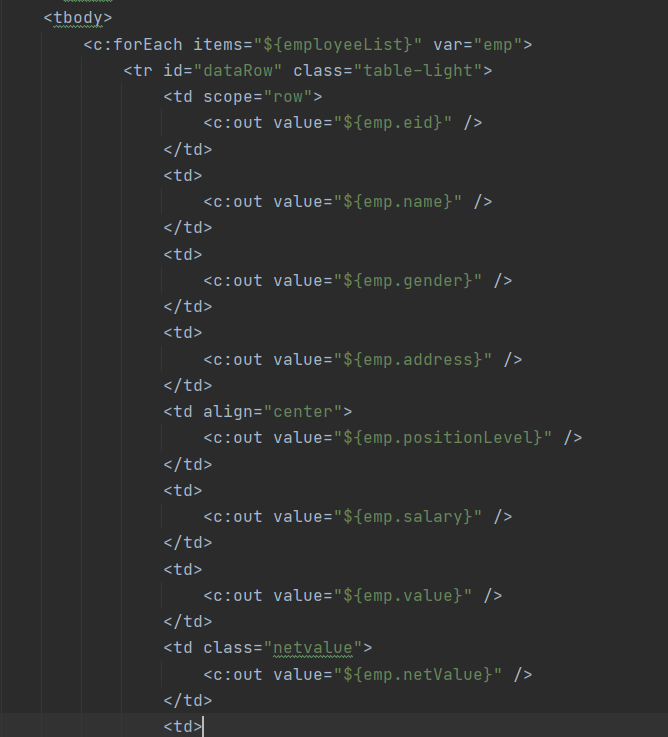 <tbody>
<c:forEach items="${employeeList}" var="emp">
<tr id="dataRow" class="table-light">
<td scope="row">
<c:out value="${emp.eid}" />
</td>
<td>
<c:out value="${emp.name}" />
</td>
<td>
<c:out value="${emp.gender}" />
</td>
<td>
<c:out value="${emp.address}" />
</td>
<td align="center">
<c:out value="${emp.positionLevel}" />
</td>
<td>
<c:out value="${emp.salary}" />
</td>
<td>
<c:out value="${emp.value}" />
</td>
<td class="netvalue">
<c:out value="${emp.netValue}" />
</td>
<td>